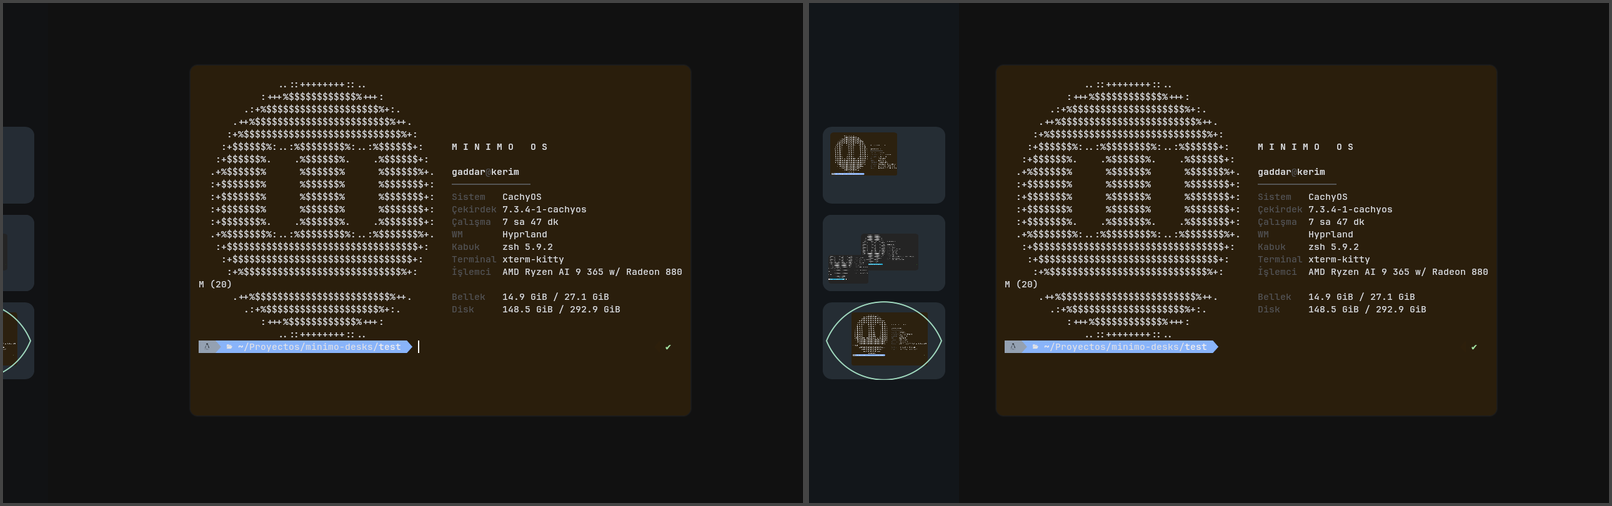 M I N I M O   O S
gaddar@kerim
Sistem CachyOS
Çekirdek 7.3.4-1-cachyos
Çalışma 7 sa 47 dk
WM Hyprland
Kabuk zsh 5.9.2
Terminal xterm-kitty
İşlemci AMD Ryzen AI 9 365 w/ Radeon 880
M (20)
Bellek 14.9 GiB / 27.1 GiB
Disk 148.5 GiB / 292.9 GiB
~/Proyectos/minimo-desks/test ✔
M I N I M O   O S
gaddar@kerim
Sistem CachyOS
Çekirdek 7.3.4-1-cachyos
Çalışma 7 sa 47 dk
WM Hyprland
Kabuk zsh 5.9.2
Terminal xterm-kitty
İşlemci AMD Ryzen AI 9 365 w/ Radeon 880
M (20)
Bellek 14.9 GiB / 27.1 GiB
Disk 148.5 GiB / 292.9 GiB
~/Proyectos/minimo-desks/test ✔